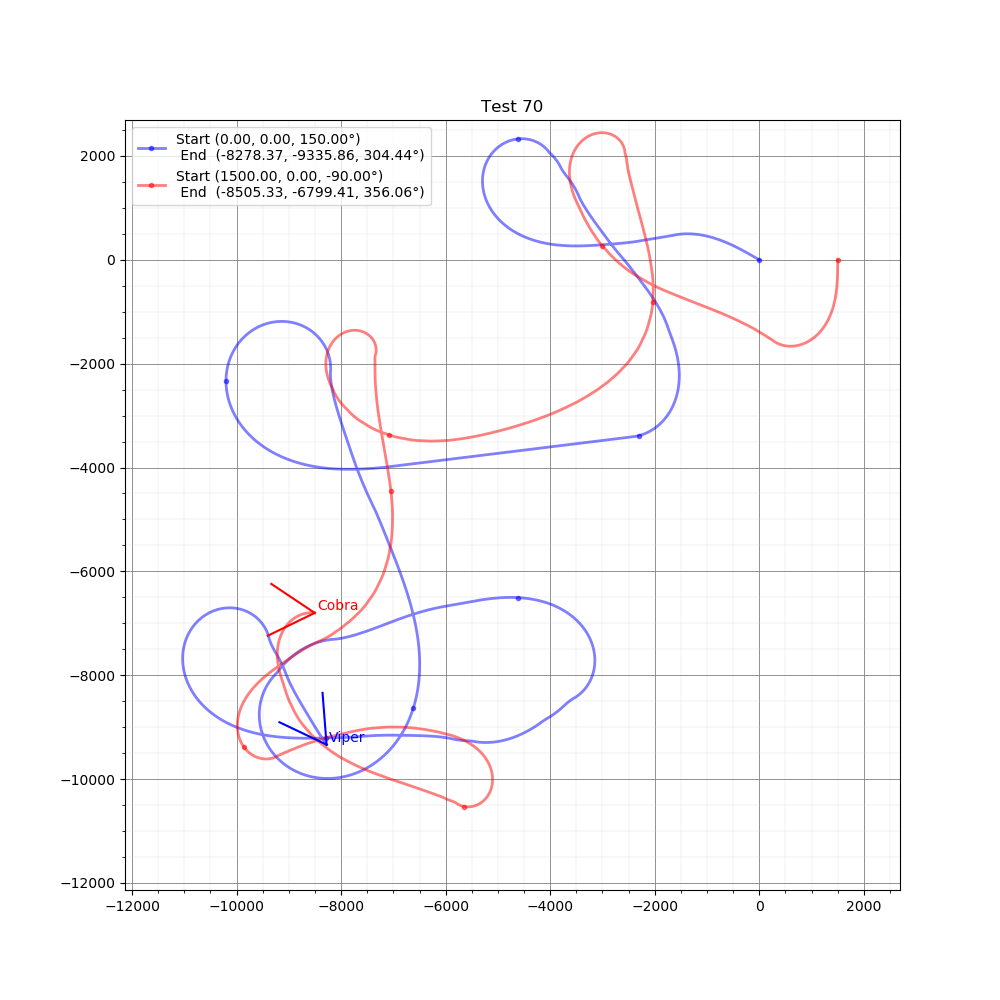 Test 70
Start (0.00, 0.00, 150.00°)
End (-8278.37, -9335.86, 304.44°)
Start (1500.00, 0.00, -90.00°)
End (-8505.33, -6799.41, 356.06°)
2000
0
−2000
−4000
−6000
−8000
−10000
−12000
Cobra
Viper
−12000 −10000 −8000 −6000 −4000 −2000 0 2000